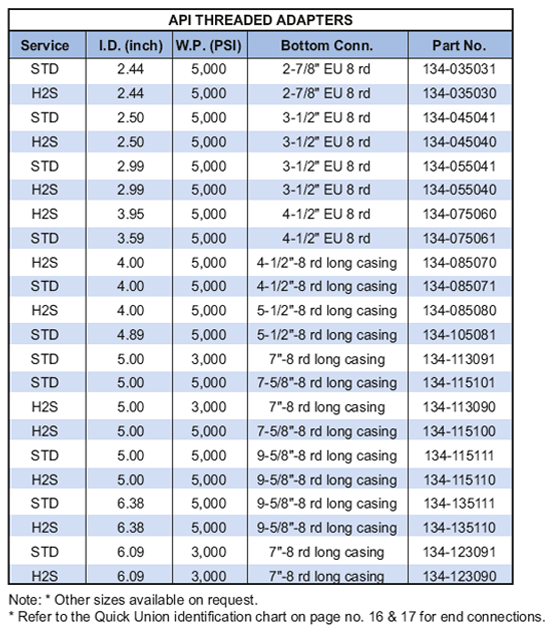 API THREADED ADAPTERS
Service I.D. (inch) W.P. (PSI) Bottom Conn. Part No.
STD 2.44 5,000 2-7/8" EU 8 rd 134-035031
H2S 2.44 5,000 2-7/8" EU 8 rd 134-035030
STD 2.50 5,000 3-1/2" EU 8 rd 134-045041
H2S 2.50 5,000 3-1/2" EU 8 rd 134-045040
STD 2.99 5,000 3-1/2" EU 8 rd 134-055041
H2S 2.99 5,000 3-1/2" EU 8 rd 134-055040
H2S 3.95 5,000 4-1/2" EU 8 rd 134-075060
STD 3.59 5,000 4-1/2" EU 8 rd 134-075061
H2S 4.00 5,000 4-1/2"-8 rd long casing 134-085070
STD 4.00 5,000 4-1/2"-8 rd long casing 134-085071
H2S 4.00 5,000 5-1/2"-8 rd long casing 134-085080
STD 4.89 5,000 5-1/2"-8 rd long casing 134-105081
STD 5.00 3,000 7"-8 rd long casing 134-113091
STD 5.00 5,000 7-5/8"-8 rd long casing 134-115101
H2S 5.00 3,000 7"-8 rd long casing 134-113090
H2S 5.00 5,000 7-5/8"-8 rd long casing 134-115100
STD 5.00 5,000 9-5/8"-8 rd long casing 134-115111
H2S 5.00 5,000 9-5/8"-8 rd long casing 134-115110
STD 6.38 5,000 9-5/8"-8 rd long casing 134-135111
H2S 6.38 5,000 9-5/8"-8 rd long casing 134-135110
STD 6.09 3,000 7"-8 rd long casing 134-123091
H2S 6.09 3,000 7"-8 rd long casing 134-123090
Note: * Other sizes available on request.
* Refer to the Quick Union identification chart on page no. 16 & 17 for end connections.